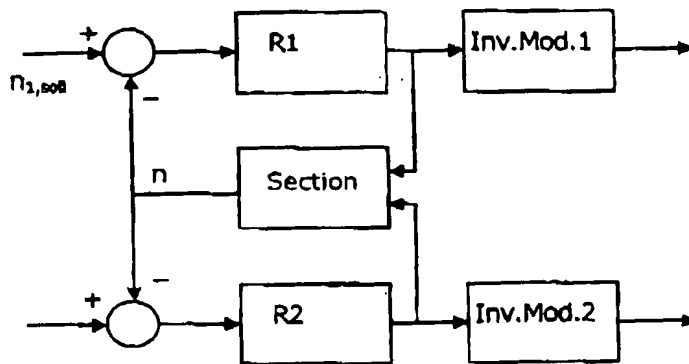 +
R1
Inv.Mod.1
n1,soll
−
n
Section
−
+
R2
Inv.Mod.2